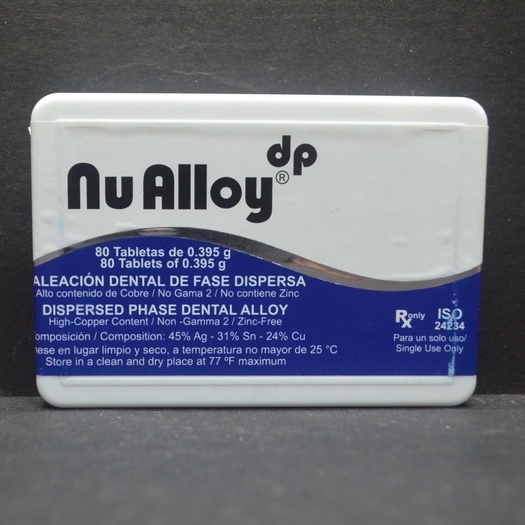 nu Alloy dp®
80 Tabletas de 0.395 g
80 Tablets of 0.395 g
ALEACIÓN DENTAL DE FASE DISPERSA
Alto contenido de Cobre / No Gama 2 / No contiene Zinc
DISPERSED PHASE DENTAL ALLOY
High-Copper Content / Non -Gamma 2 / Zinc-Free
omposición / Composition: 45% Ag - 31% Sn - 24% Cu
nese en lugar limpio y seco, a temperatura no mayor de 25 °C
Store in a clean and dry place at 77 ºF maximum
Rx only
ISO
24234
Para un solo uso/
Single Use Only